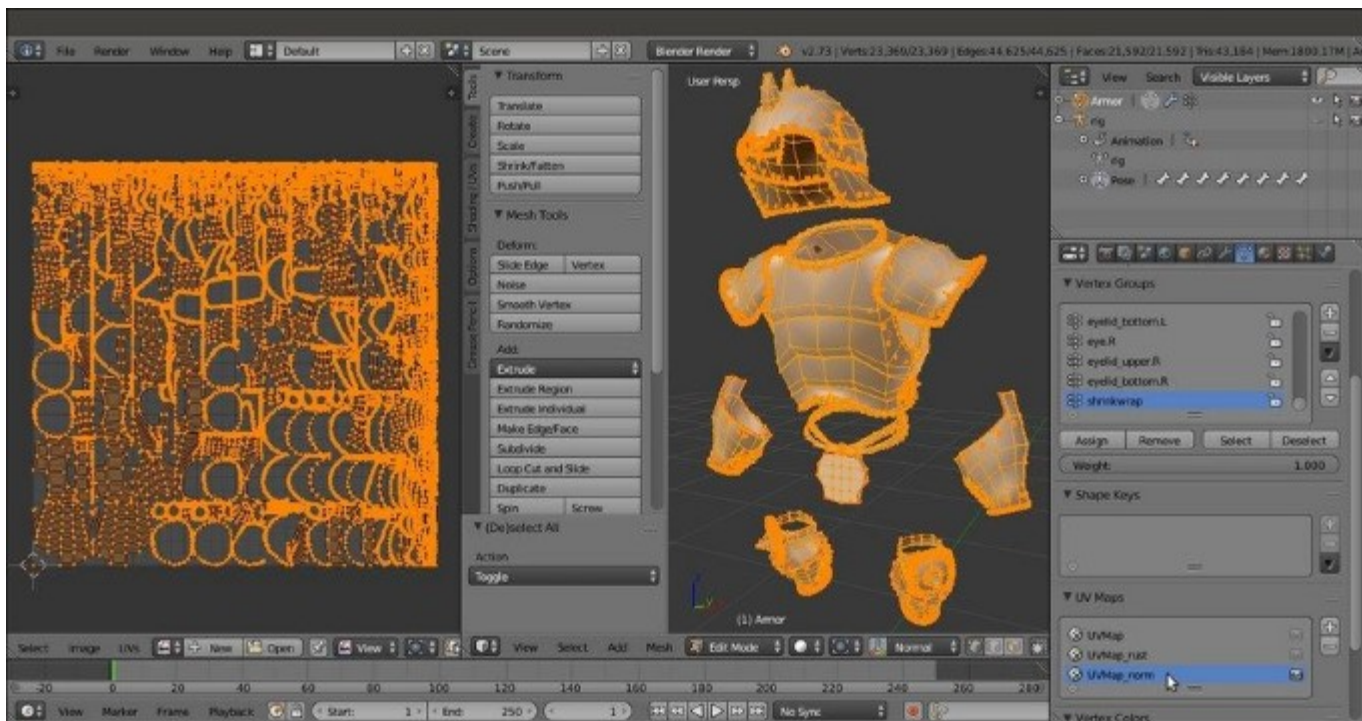 File Render Window Help Default Scene Blender Render v2.73 | Verts:23,369/23,369 | Edges:44,625/44,625 | Faces:21,592/21,592 | Tris:43,184 | Mem:1800.17M |
Tools
Create
Shading / UVs
Options
Grease Pencil
Transform
Translate
Rotate
Scale
Shrink/Fatten
Push/Pull
Mesh Tools
Deform:
Slide Edge Vertex
Noise
Smooth Vertex
Randomize
Add:
Extrude
Extrude Region
Extrude Individual
Make Edge/Face
Subdivide
Loop Cut and Slide
Duplicate
Spin Screw
(De)select All
Action
Toggle
User Persp
(1) Armor
View Search Visible Layers
Armor
rig
Animation
rig
Pose
Vertex Groups
eyelid_bottom.L
eye.R
eyelid_upper.R
eyelid_bottom.R
shrinkwrap
Assign Remove Select Deselect
Weight: 1.000
Shape Keys
UV Maps
UVMap
UVMap_rust
UVMap_norm
Vertex Colors
Select Image UVs New Open View
View Select Add Mesh Edit Mode Normal
-20 0 20 40 60 80 100 120 140 160 180 200 220 240 260 280
View Marker Frame Playback Start: 1 End: 250 1 No Sync